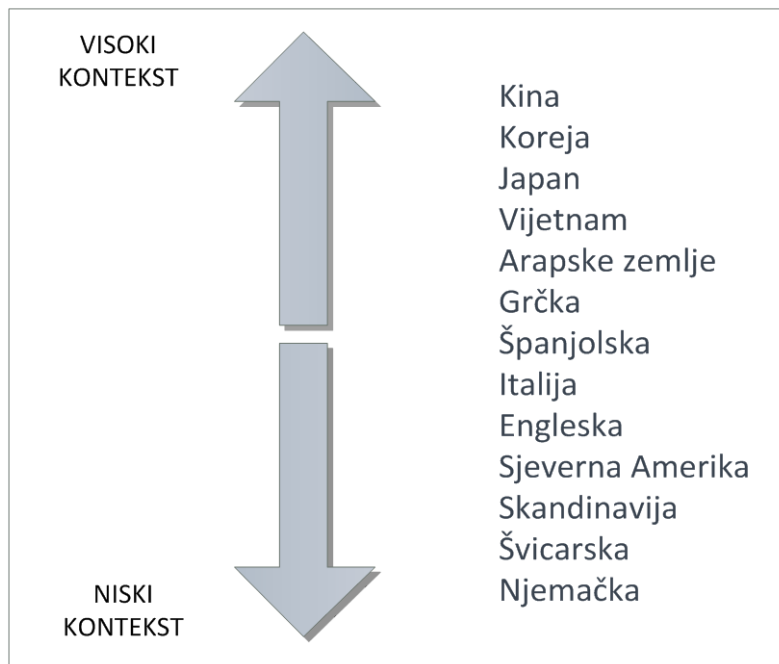 VISOKI
KONTEKST
Kina
Koreja
Japan
Vijetnam
Arapske zemlje
Grčka
Španjolska
Italija
Engleska
Sjeverna Amerika
Skandinavija
Švicarska
Njemačka
NISKI
KONTEKST